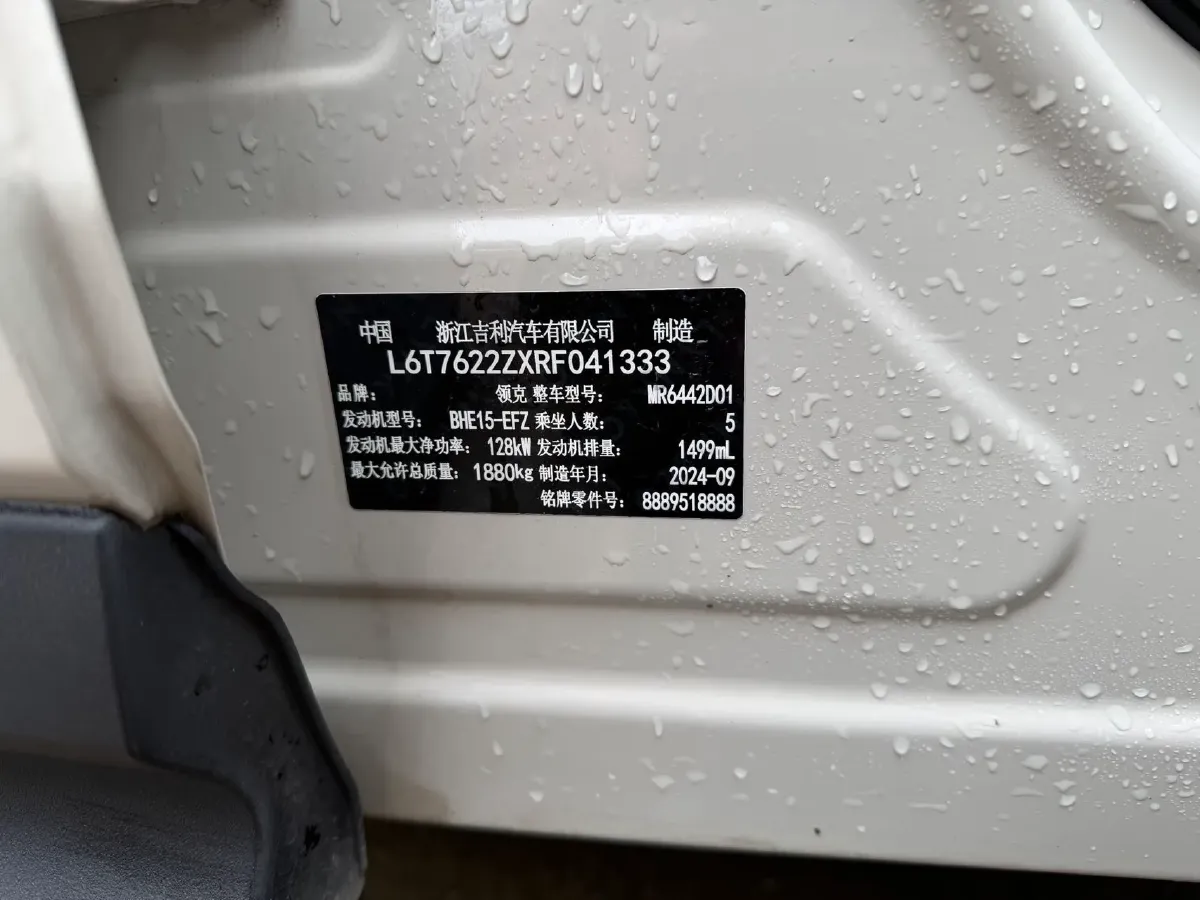 中国 浙江吉利汽车有限公司 制造
L6T7622ZXRF041333
品牌： 领克 整车型号： MR6442D01
发动机型号： BHE15-EFZ 乘坐人数： 5
发动机最大净功率： 128kW 发动机排量： 1499mL
最大允许总质量： 1880kg 制造年月： 2024-09
铭牌零件号： 8889518888